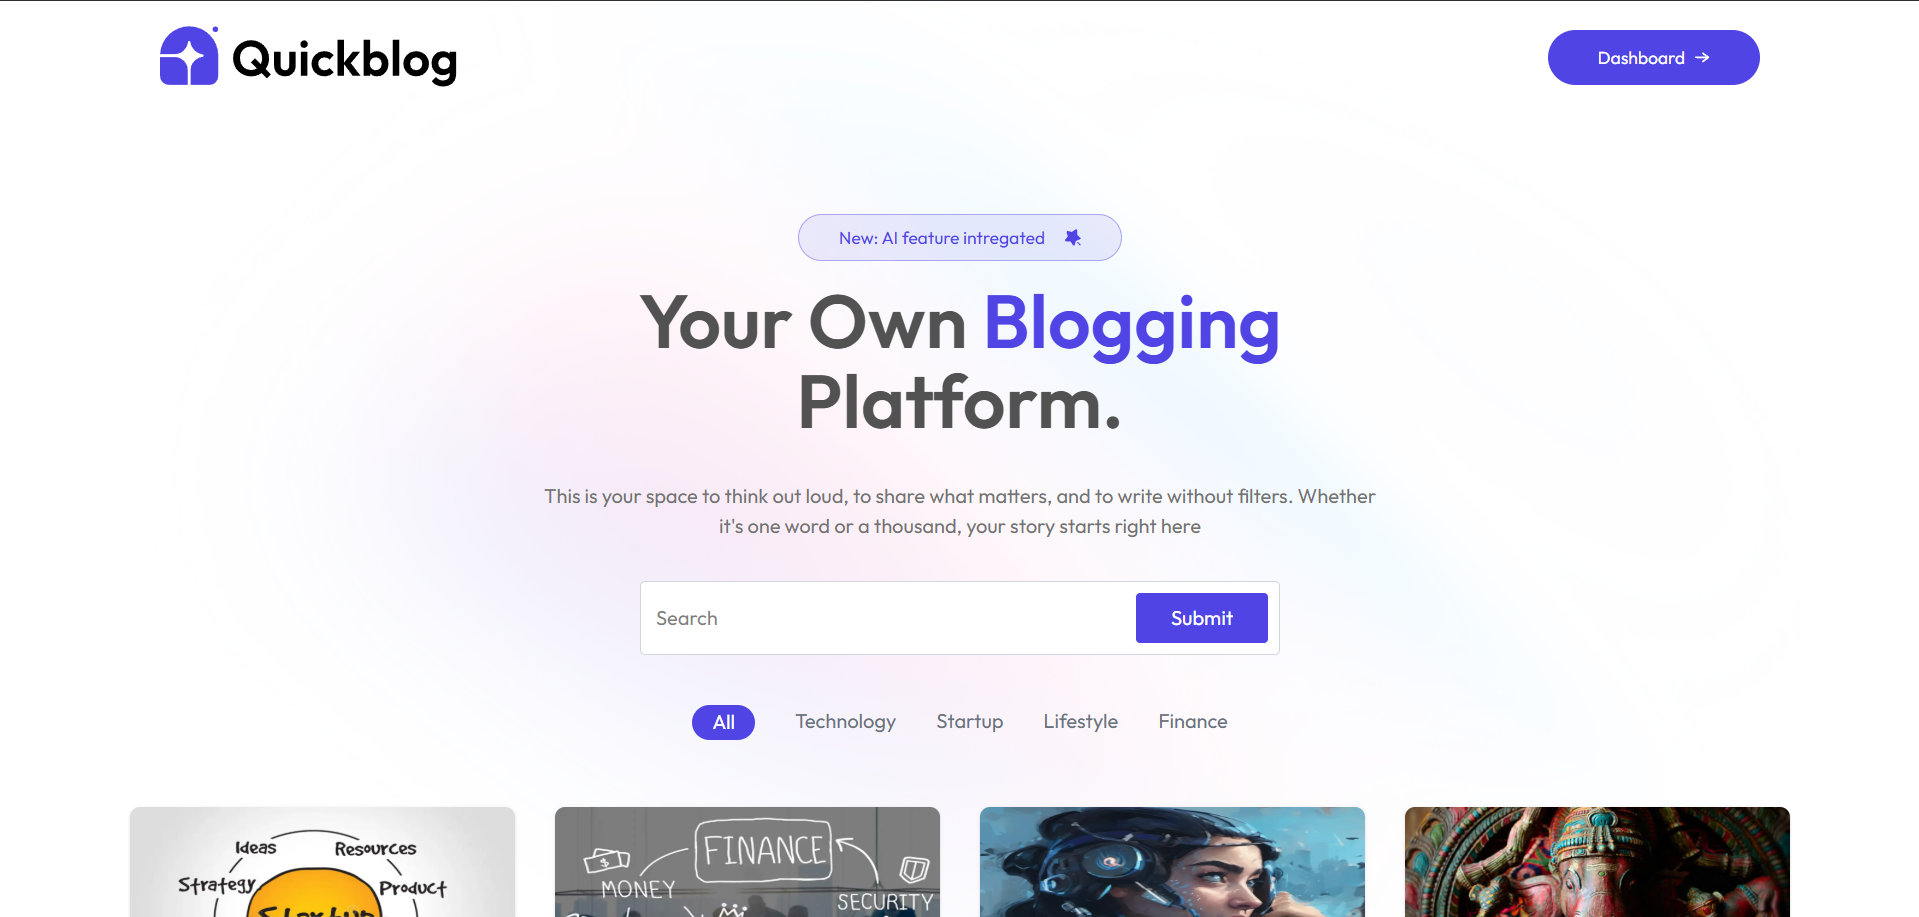 Quickblog
Dashboard →
New: AI feature intregated
Your Own Blogging
Platform.
This is your space to think out loud, to share what matters, and to write without filters. Whether
it's one word or a thousand, your story starts right here
Search
Submit
All Technology Startup Lifestyle Finance
Ideas Resources
Strategy Product
Startup
FINANCE
MONEY
SECURITY